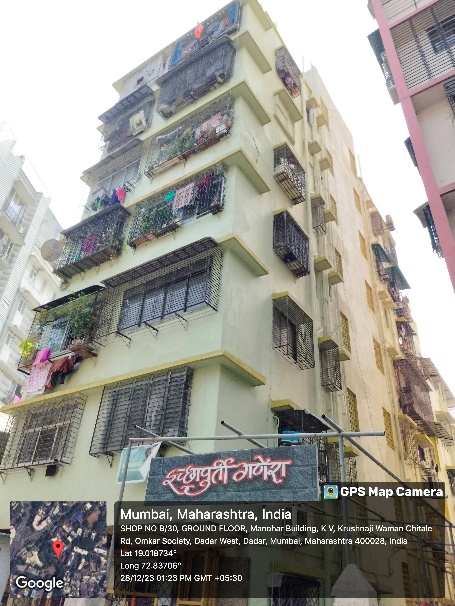 इच्छापुर्ती गणेश
GPS Map Camera
Mumbai, Maharashtra, India
SHOP NO B/30, GROUND FLOOR, Manohar Building, K V, Krushnaji Waman Chitale
Rd, Omkar Society, Dadar West, Dadar, Mumbai, Maharashtra 400028, India
Lat 19.018734°
Long 72.83706°
28/12/23 01:23 PM GMT +05:30
Google